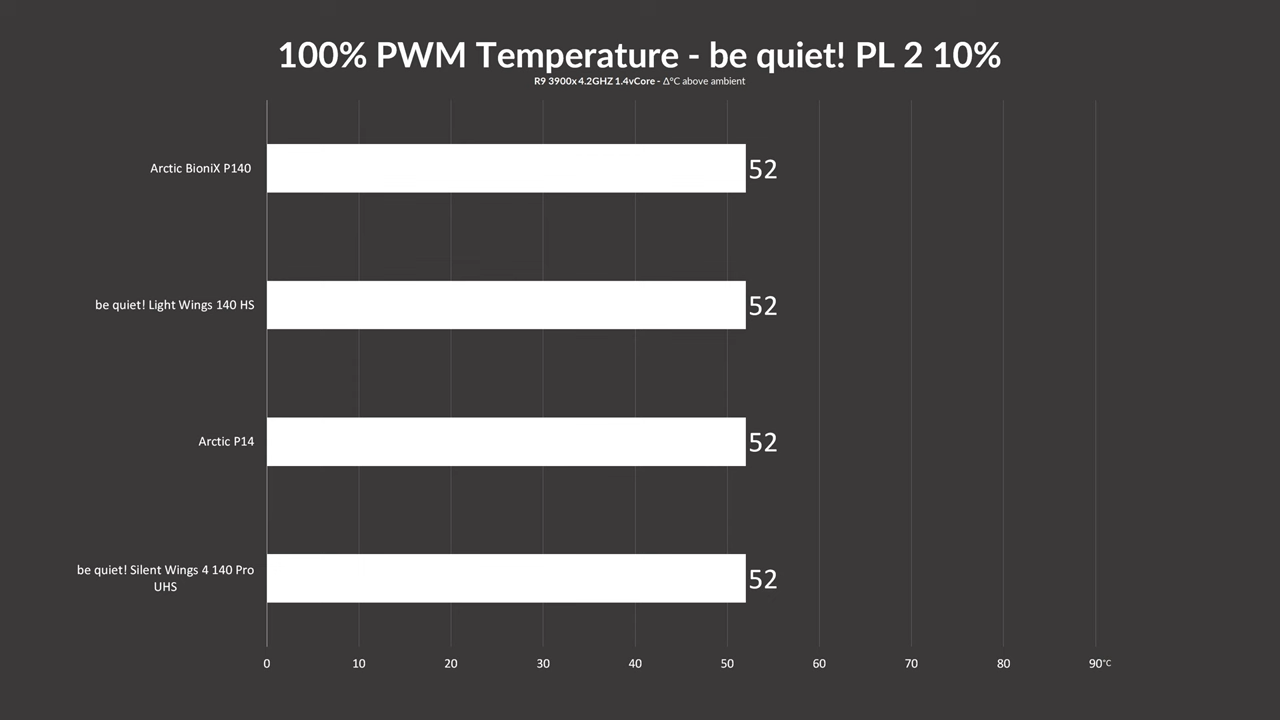 100% PWM Temperature - be quiet! PL 2 10%
R9 3900x 4.2GHZ 1.4vCore - Δ°C above ambient
Arctic BioniX P140
52
be quiet! Light Wings 140 HS
52
Arctic P14
52
be quiet! Silent Wings 4 140 Pro
UHS
52
0 10 20 30 40 50 60 70 80 90°C